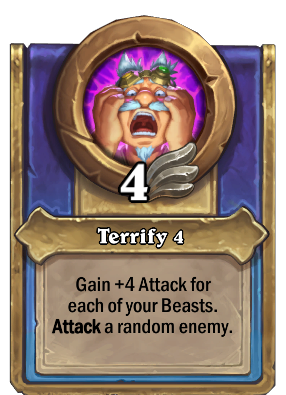 4
Terrify 4
Gain +4 Attack for
each of your Beasts.
Attack a random enemy.